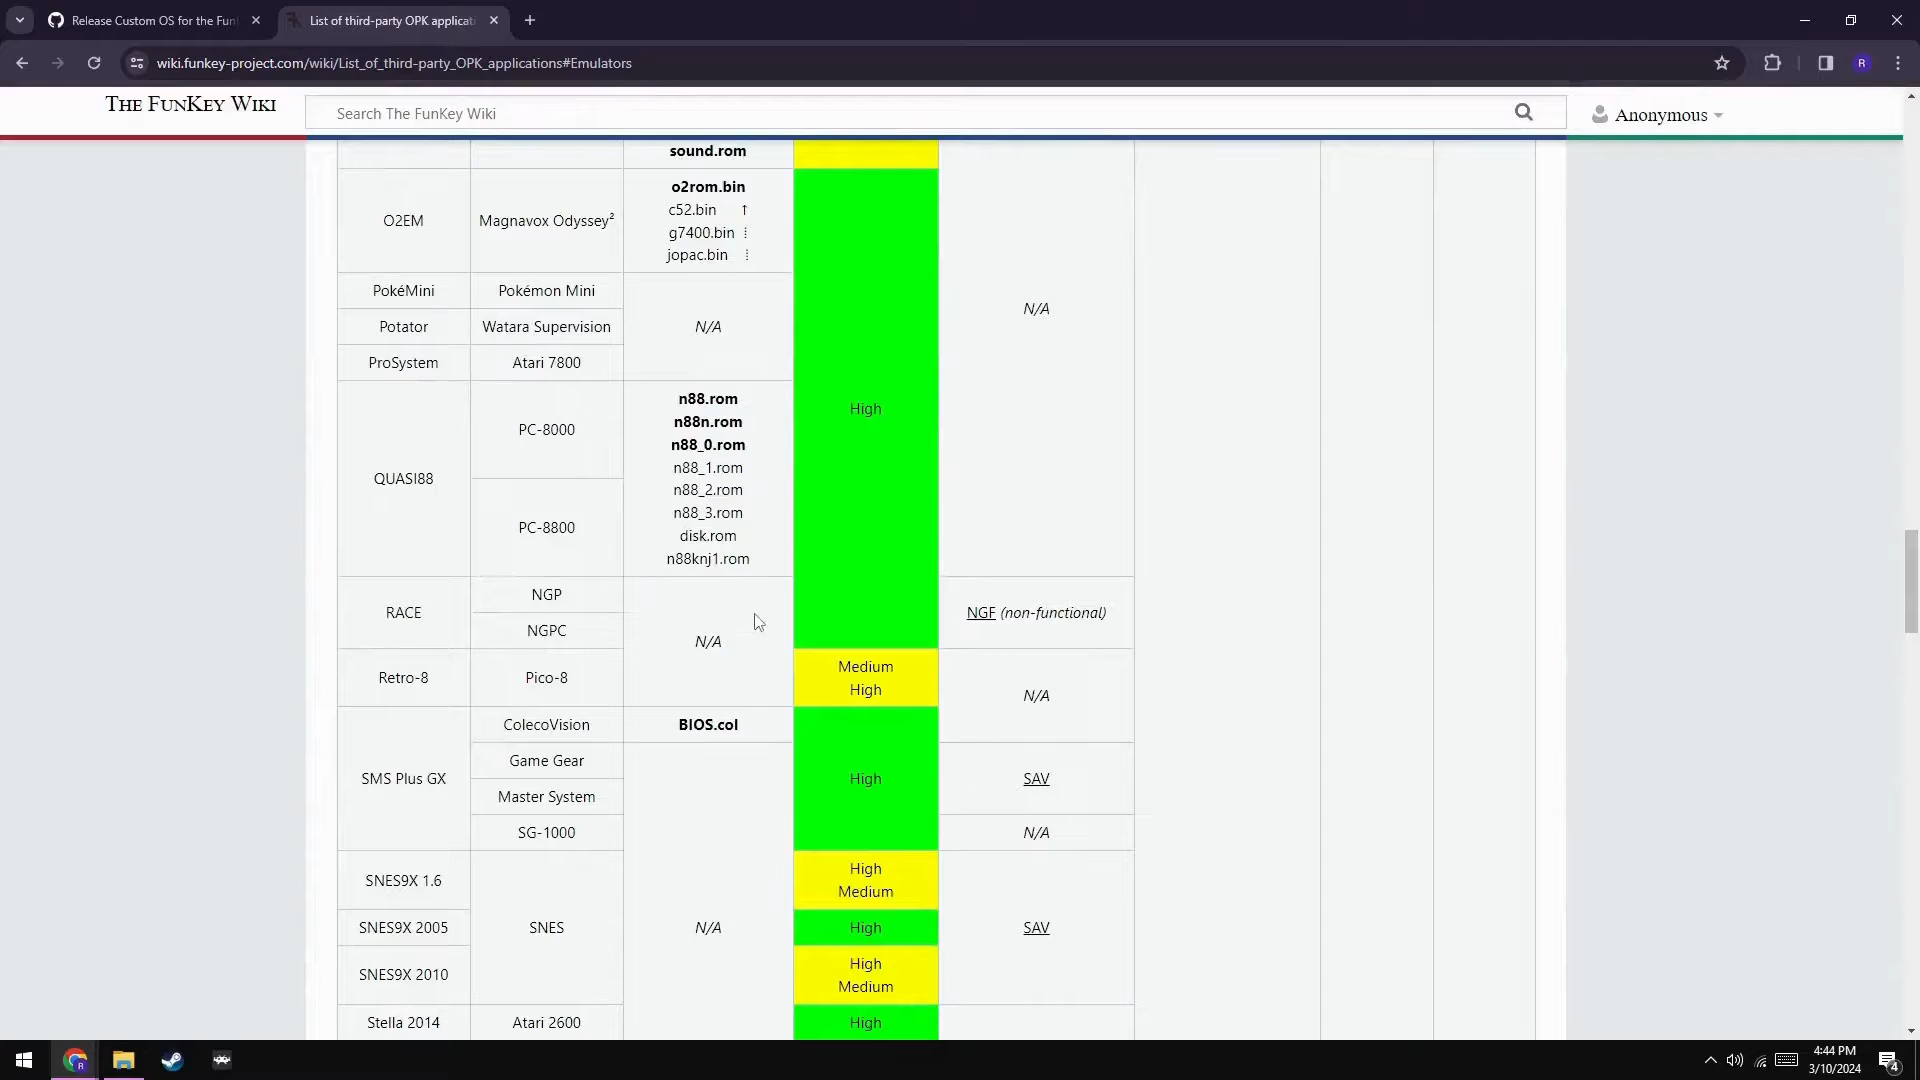 Release Custom OS for the Fun
List of third-party OPK applicati
wiki.funkey-project.com/wiki/List_of_third-party_OPK_applications#Emulators
R
THE FUNKEY WIKI
Search The FunKey Wiki
Anonymous
sound.rom
O2EM
Magnavox Odyssey²
o2rom.bin
c52.bin ↑
g7400.bin ⁞
jopac.bin ⁞
High
N/A
PokéMini
Pokémon Mini
N/A
Potator
Watara Supervision
ProSystem
Atari 7800
QUASI88
PC-8000
PC-8800
n88.rom
n88n.rom
n88_0.rom
n88_1.rom
n88_2.rom
n88_3.rom
disk.rom
n88knj1.rom
RACE
NGP
NGPC
N/A
NGF (non-functional)
Retro-8
Pico-8
Medium
High
N/A
SMS Plus GX
ColecoVision
BIOS.col
High
Game Gear
Master System
SAV
SG-1000
N/A
SNES9X 1.6
SNES
N/A
High
Medium
SAV
SNES9X 2005
High
SNES9X 2010
High
Medium
Stella 2014
Atari 2600
High
4:44 PM
3/10/2024
4